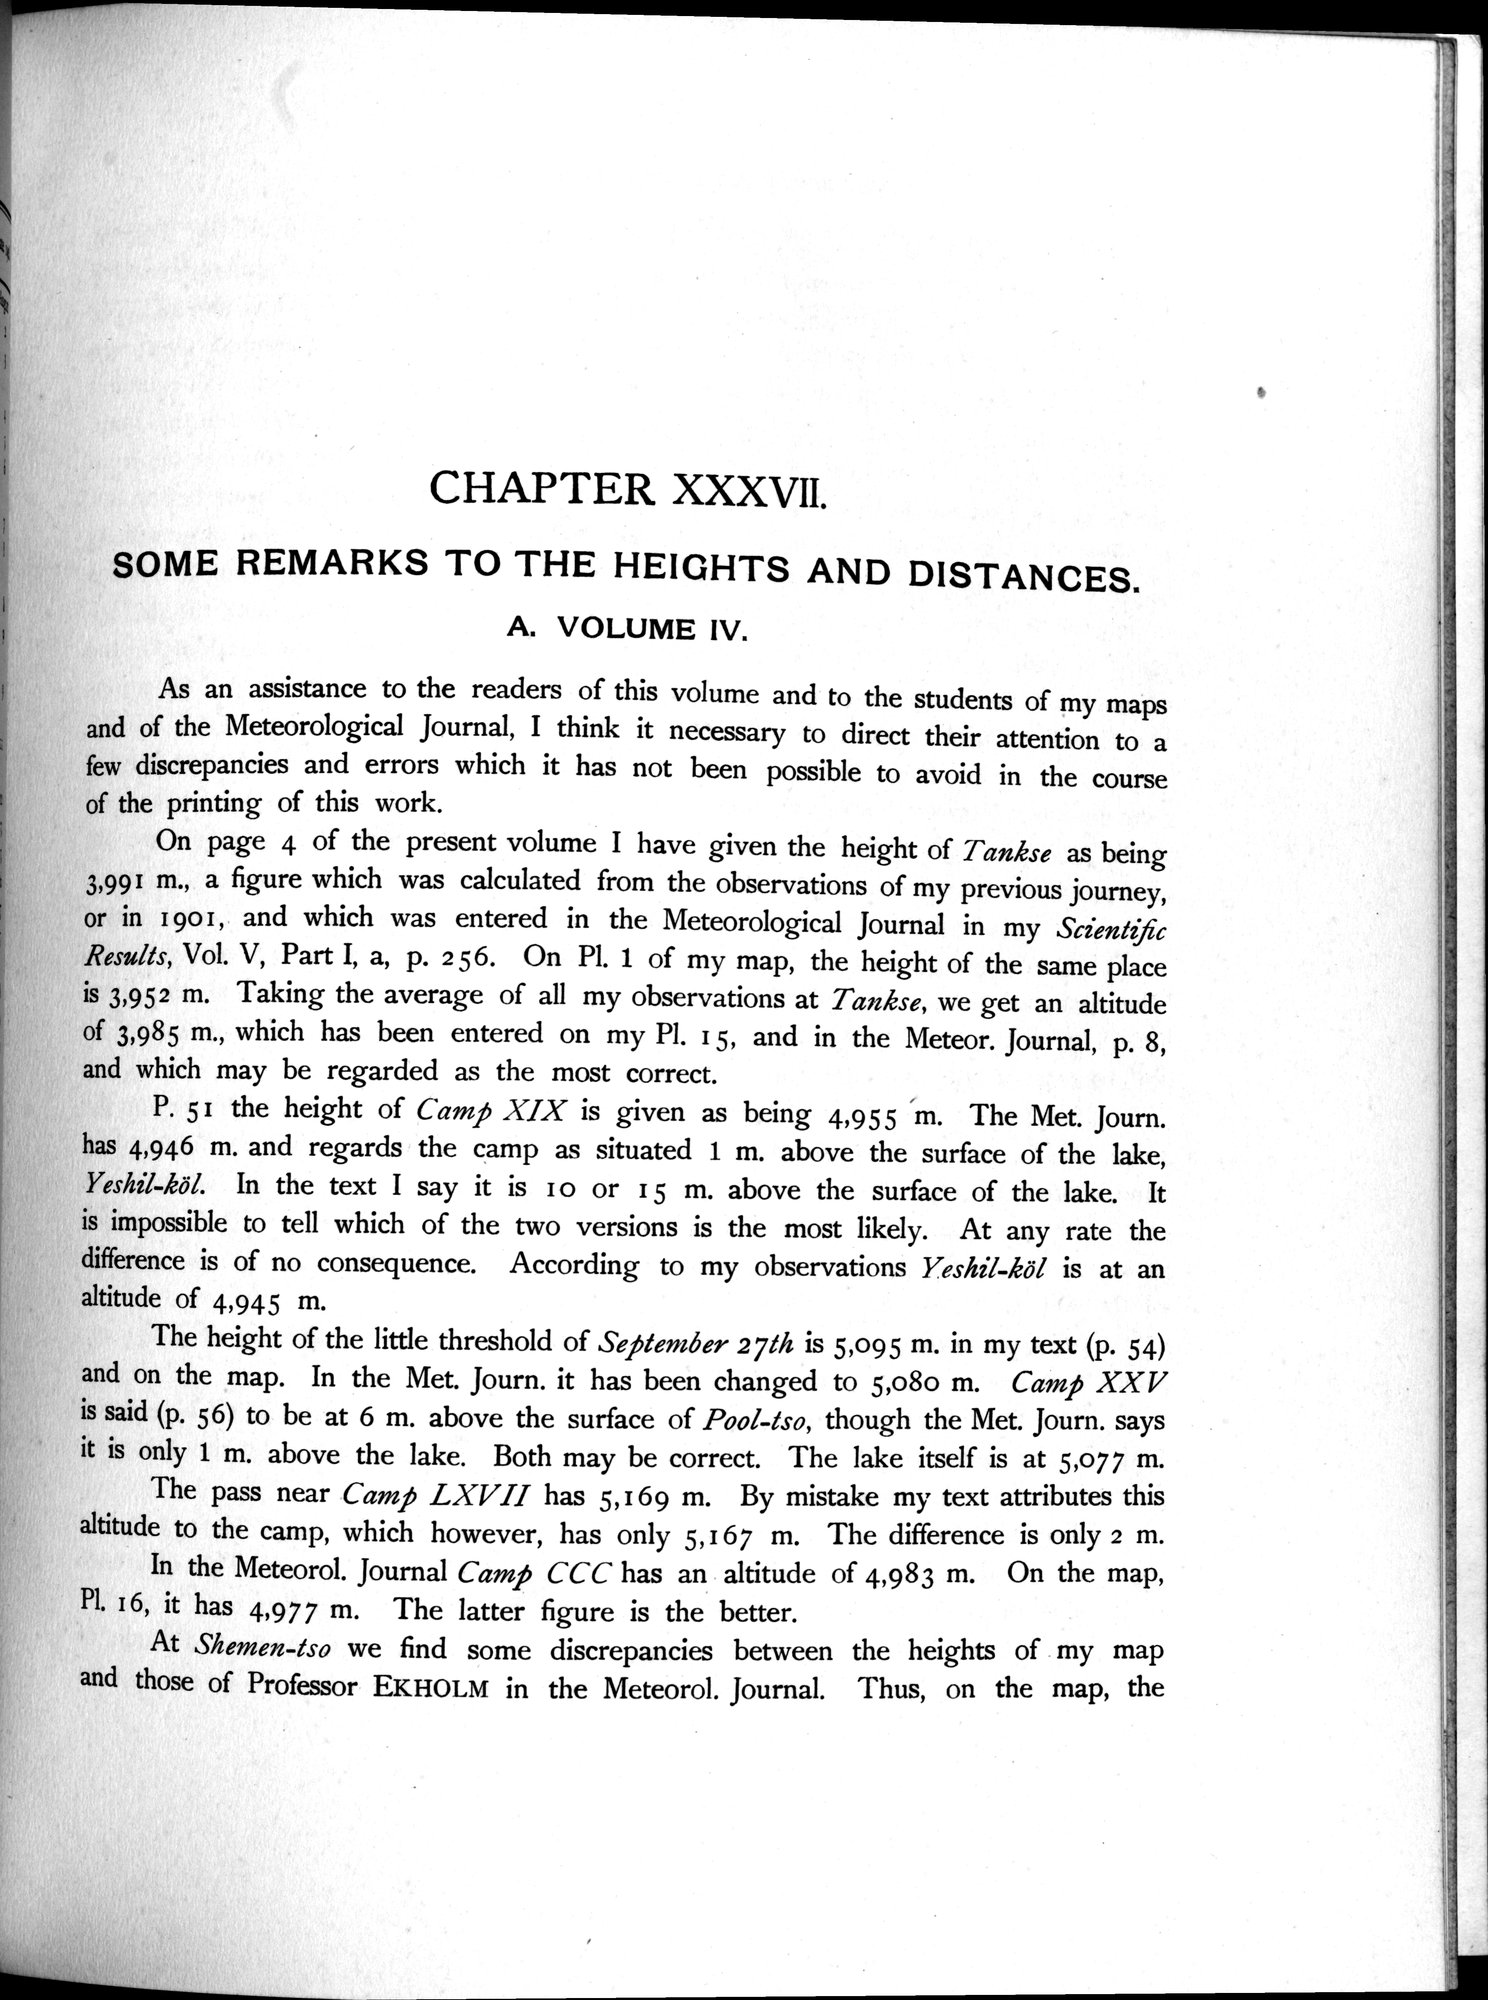 CHAPTER XXXVII.
SOME REMARKS TO THE HEIGHTS AND DISTANCES.
A. VOLUME IV.
As an assistance to the readers of this volume and to the students of my maps
and of the Meteorological Journal, I think it necessary to direct their attention to a
few discrepancies and errors which it has not been possible to avoid in the course
of the printing of this work.
On page 4 of the present volume I have given the height of Tankse as being
3,991 m., a figure which was calculated from the observations of my previous journey,
or in 1901, and which was entered in the Meteorological Journal in my Scientific
Results, Vol. V, Part I, a, p. 256. On Pl. 1 of my map, the height of the same place
is 3,952 m. Taking the average of all my observations at Tankse, we get an altitude
of 3,985 m., which has been entered on my Pl. 15, and in the Meteor. Journal, p. 8,
and which may be regarded as the most correct.
P. 51 the height of Camp XIX is given as being 4,955 m. The Met. Journ.
has 4,946 m. and regards the camp as situated 1 m. above the surface of the lake,
Yeshil-köl. In the text I say it is 10 or 15 m. above the surface of the lake. It
is impossible to tell which of the two versions is the most likely. At any rate the
difference is of no consequence. According to my observations Yeshil-köl is at an
altitude of 4,945 m.
The height of the little threshold of September 27th is 5,095 m. in my text (p. 54)
and on the map. In the Met. Journ. it has been changed to 5,080 m. Camp XXV
is said (p. 56) to be at 6 m. above the surface of Pool-tso, though the Met. Journ. says
it is only 1 m. above the lake. Both may be correct. The lake itself is at 5,077 m.
The pass near Camp LXVII has 5,169 m. By mistake my text attributes this
altitude to the camp, which however, has only 5,167 m. The difference is only 2 m.
In the Meteorol. Journal Camp CCC has an altitude of 4,983 m. On the map,
Pl. 16, it has 4,977 m. The latter figure is the better.
At Shemen-tso we find some discrepancies between the heights of my map
and those of Professor EKHOLM in the Meteorol. Journal. Thus, on the map, the